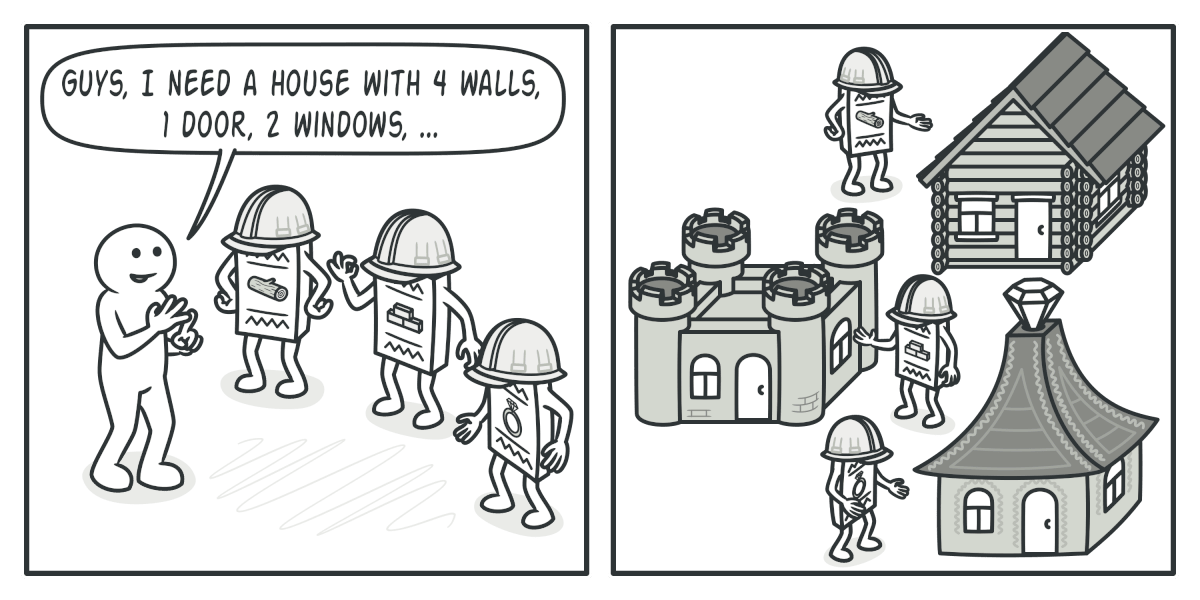 GUYS, I NEED A HOUSE WITH 4 WALLS,
1 DOOR, 2 WINDOWS, ...